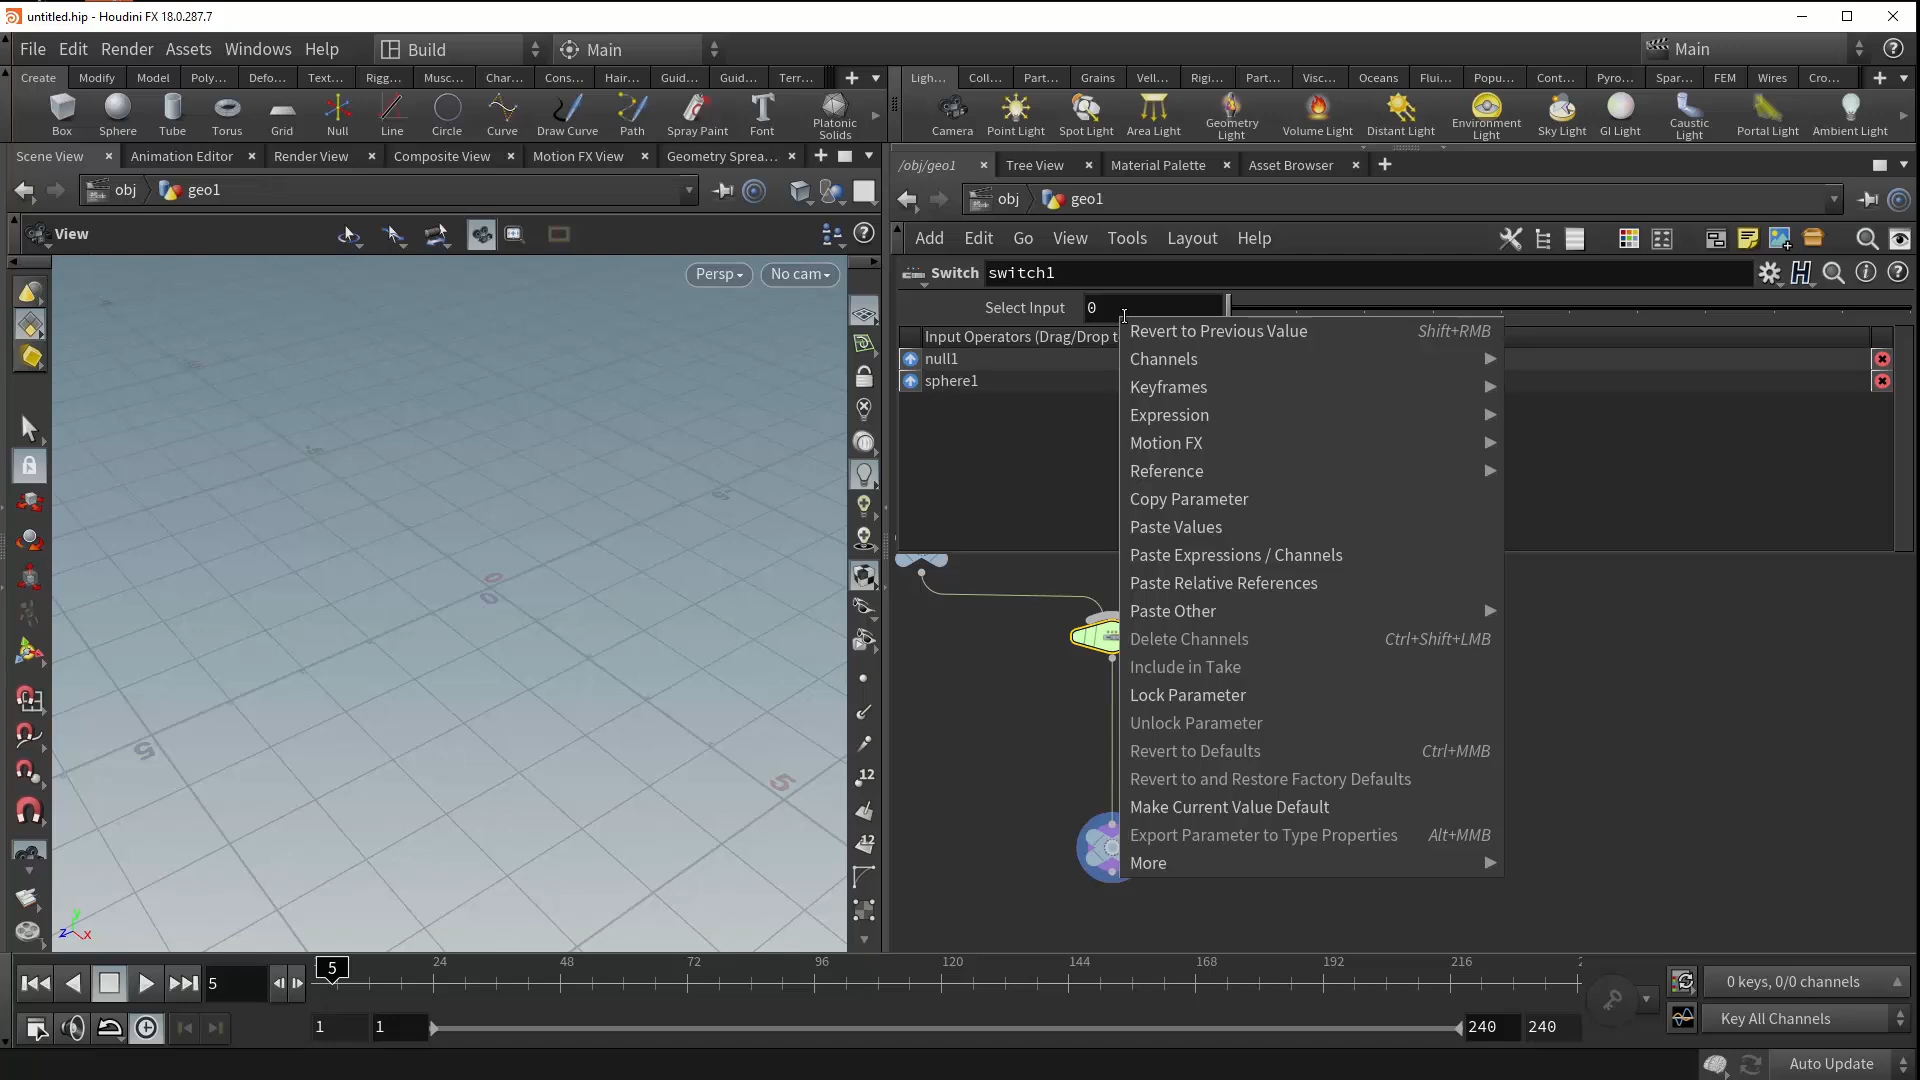 untitled.hip - Houdini FX 18.0.287.7
File Edit Render Assets Windows Help Build Main Main
Create Modify Model Poly... Defo... Text... Rigg... Musc... Char... Cons... Hair... Guid... Guid... Terr...
Ligh... Coll... Part... Grains Vell... Rigi... Part... Visc... Oceans Flui... Popu... Cont... Pyro... Spar... FEM Wires Cro...
Box Sphere Tube Torus Grid Null Line Circle Curve Draw Curve Path Spray Paint Font Platonic Solids
Camera Point Light Spot Light Area Light Geometry Light Volume Light Distant Light Environment Light Sky Light GI Light Caustic Light Portal Light Ambient Light
Scene View Animation Editor Render View Composite View Motion FX View Geometry Sprea...
/obj/geo1 Tree View Material Palette Asset Browser
obj geo1
obj geo1
View
Add Edit Go View Tools Layout Help
Persp No cam
Switch switch1
Select Input 0
Input Operators (Drag/Drop t
null1
sphere1
Revert to Previous Value Shift+RMB
Channels
Keyframes
Expression
Motion FX
Reference
Copy Parameter
Paste Values
Paste Expressions / Channels
Paste Relative References
Paste Other
Delete Channels Ctrl+Shift+LMB
Include in Take
Lock Parameter
Unlock Parameter
Revert to Defaults Ctrl+MMB
Revert to and Restore Factory Defaults
Make Current Value Default
Export Parameter to Type Properties Alt+MMB
More
0
0
5
5
12
12
y
z x
5 5 24 48 72 96 120 144 168 192 216
0 keys, 0/0 channels
1 1 240 240
Key All Channels
Auto Update